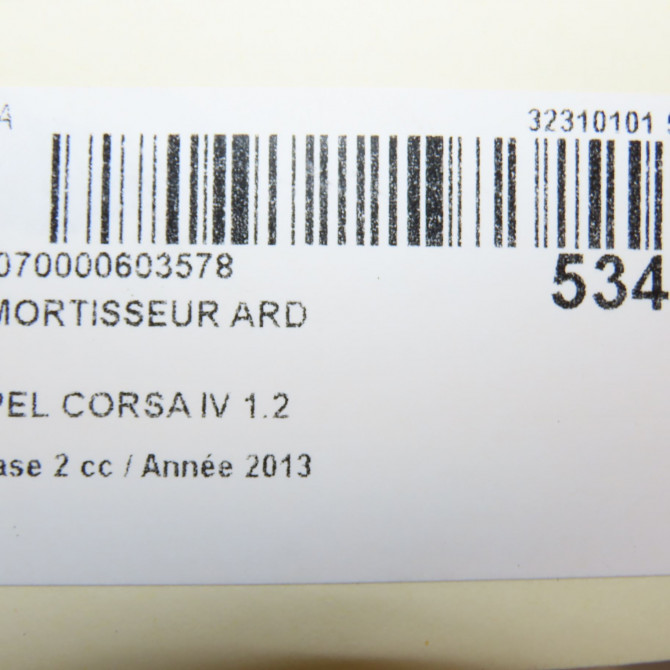 A 32310101
070000603578
534
MORTISSEUR ARD
PEL CORSA IV 1.2
ase 2 cc / Année 2013